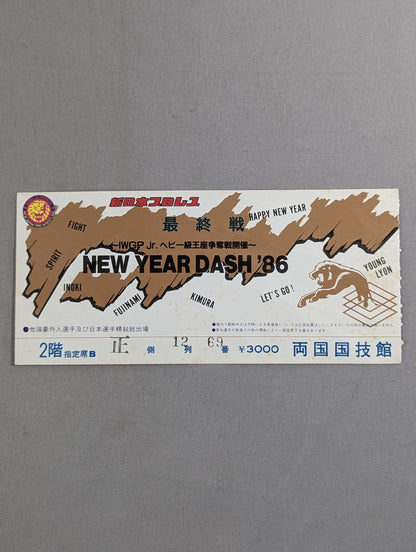 新日本プロレス
最終戦
HAPPY NEW YEAR
FIGHT
〜IWGP Jr.ヘビー級王座争奪戦開催〜
SPIRIT
NEW YEAR DASH '86
YOUNG LYON
INOKI
FUJINAMI
KIMURA
LET'S GO!
●他強豪外人選手及び日本選手精鋭総出場
2階 指定席B 正 側 12 列 69 番 ¥3000 両国国技館